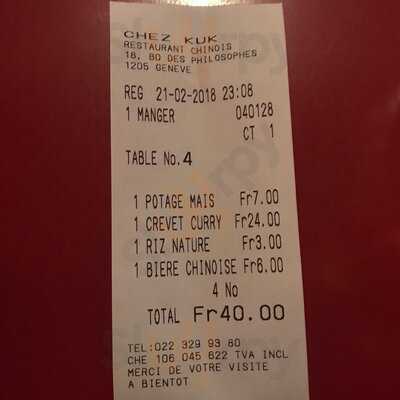 CHEZ KUK
RESTAURANT CHINOIS
18, BD DES PHILOSOPHES
1205 GENEVE
REG 21-02-2018 23:08
1 MANGER 040128
CT 1
TABLE No.4
1 POTAGE MAIS Fr7.00
1 CREVET CURRY Fr24.00
1 RIZ NATURE Fr3.00
1 BIERE CHINOISE Fr6.00
4 No
TOTAL Fr40.00
TEL:022 329 93 80
CHE 106 045 622 TVA INCL
MERCI DE VOTRE VISITE
A BIENTOT